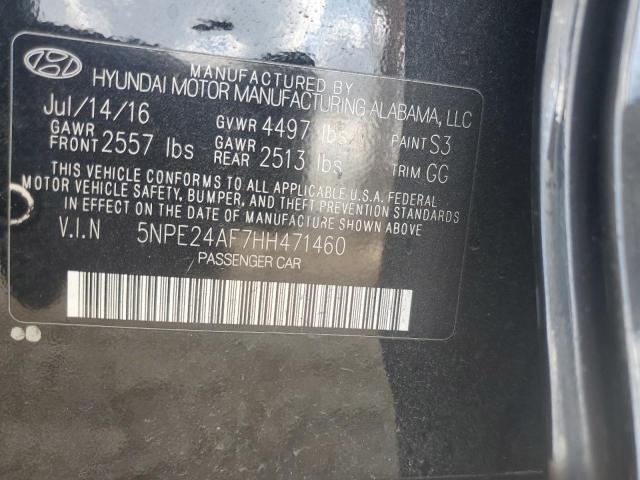 MANUFACTURED BY
HYUNDAI MOTOR MANUFACTURING ALABAMA, LLC
Jul/14/16 GVWR 4497 lbs PAINT S3
GAWR FRONT 2557 lbs GAWR REAR 2513 lbs TRIM GG
THIS VEHICLE CONFORMS TO ALL APPLICABLE U.S.A. FEDERAL
MOTOR VEHICLE SAFETY, BUMPER, AND THEFT PREVENTION STANDARDS
IN EFFECT ON THE DATE OF MANUFACTURE SHOWN ABOVE.
V.I.N 5NPE24AF7HH471460
PASSENGER CAR